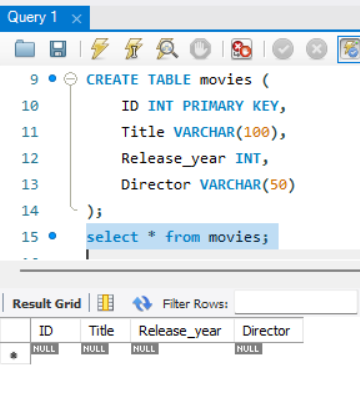 Query 1
9 CREATE TABLE movies (
10 ID INT PRIMARY KEY,
11 Title VARCHAR(100),
12 Release_year INT,
13 Director VARCHAR(50)
14 );
15 select * from movies;
Result Grid Filter Rows:
ID Title Release_year Director
* NULL NULL NULL NULL